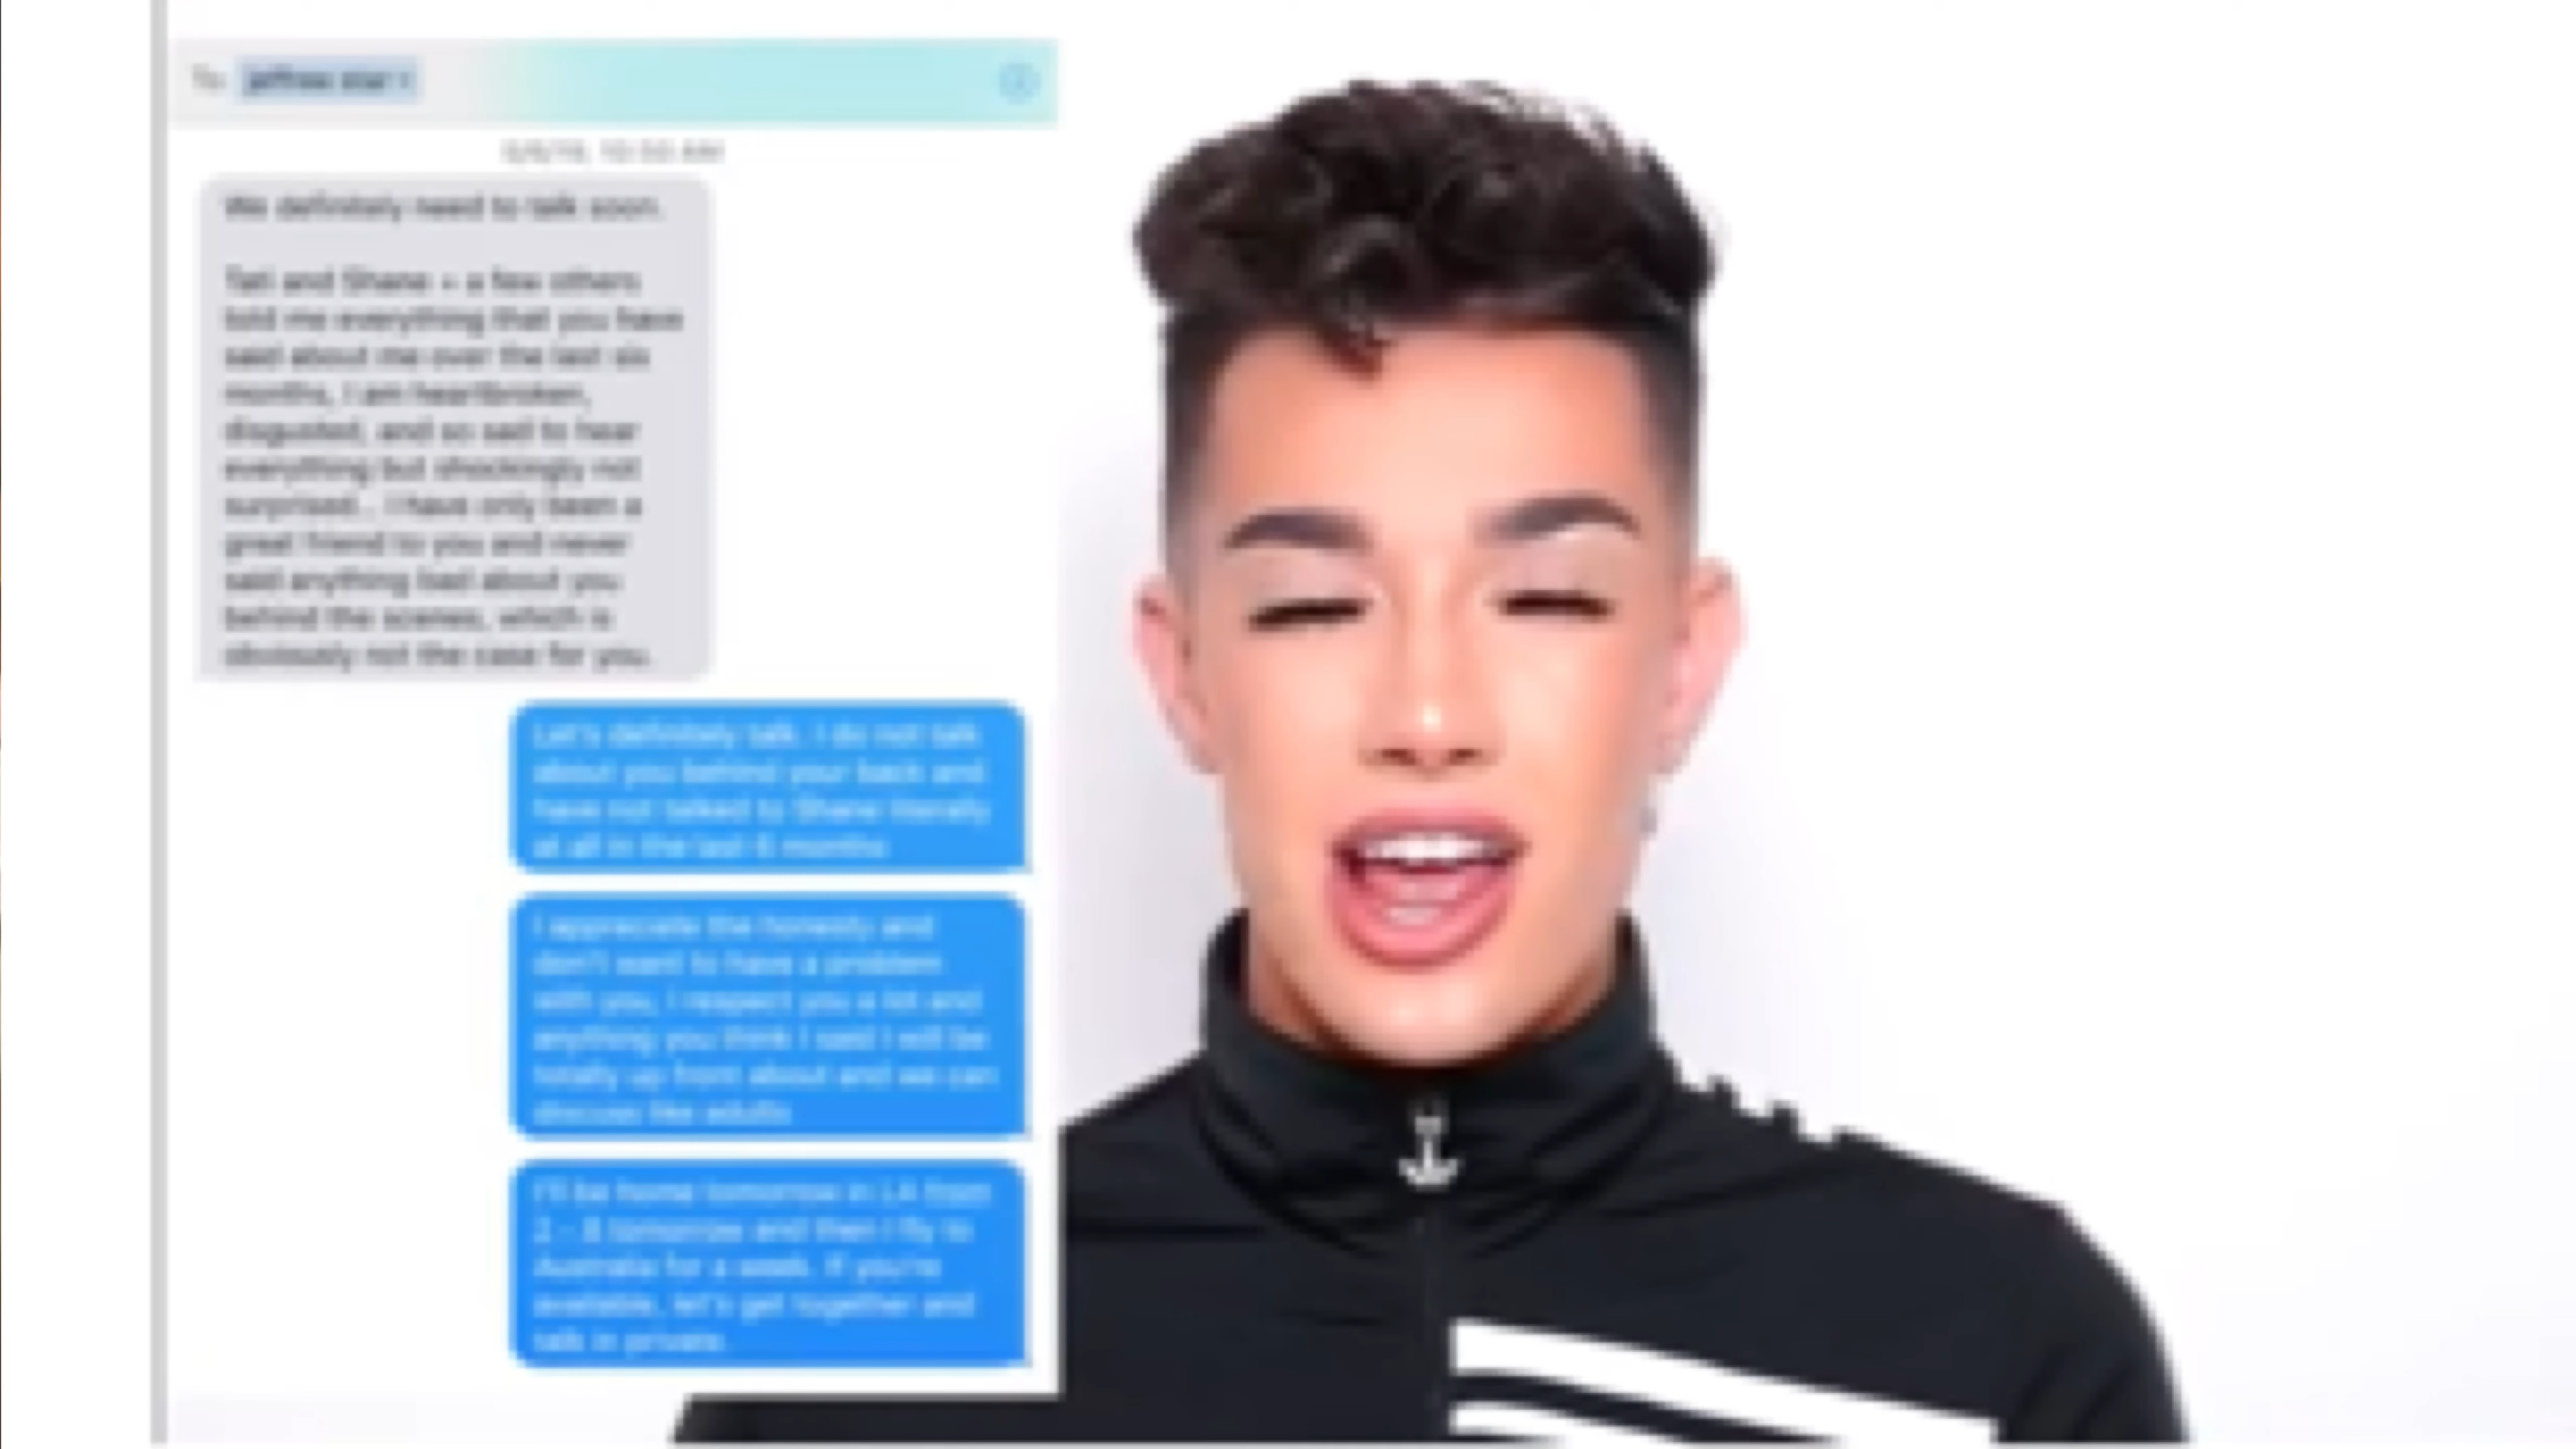 To: jeffree star
We definitely need to talk soon.
Tati and Shane + a few others
told me everything that you have
said about me over the last six
months, I am heartbroken,
disgusted, and so sad to hear
everything but shockingly not
surprised... I have only been a
great friend to you and never
said anything bad about you
behind the scenes, which is
obviously not the case for you.
Let's definitely talk. I do not talk
about you behind your back and
have not talked to Shane literally
at all in the last 6 months
I appreciate the honesty and
don't want to have a problem
with you, I respect you a lot and
anything you think I said I will be
totally up front about and we can
discuss like adults
I'll be home tomorrow in LA from
2 - 8 tomorrow and then I fly to
Australia for a week. If you're
available, let's get together and
talk in private.